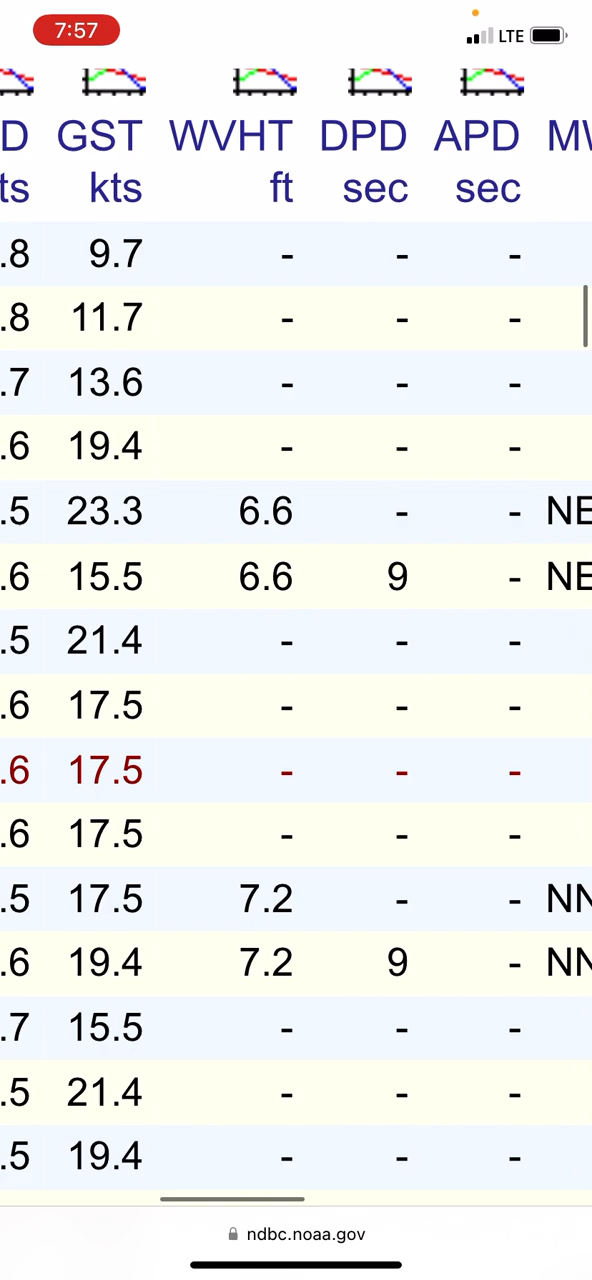 7:57 LTE
D GST WVHT DPD APD MW
ts kts ft sec sec
.8 9.7 - - -
.8 11.7 - - -
.7 13.6 - - -
.6 19.4 - - -
.5 23.3 6.6 - - NE
.6 15.5 6.6 9 - NE
.5 21.4 - - -
.6 17.5 - - -
.6 17.5 - - -
.6 17.5 - - -
.5 17.5 7.2 - - NN
.6 19.4 7.2 9 - NN
.7 15.5 - - -
.5 21.4 - - -
.5 19.4 - - -
ndbc.noaa.gov